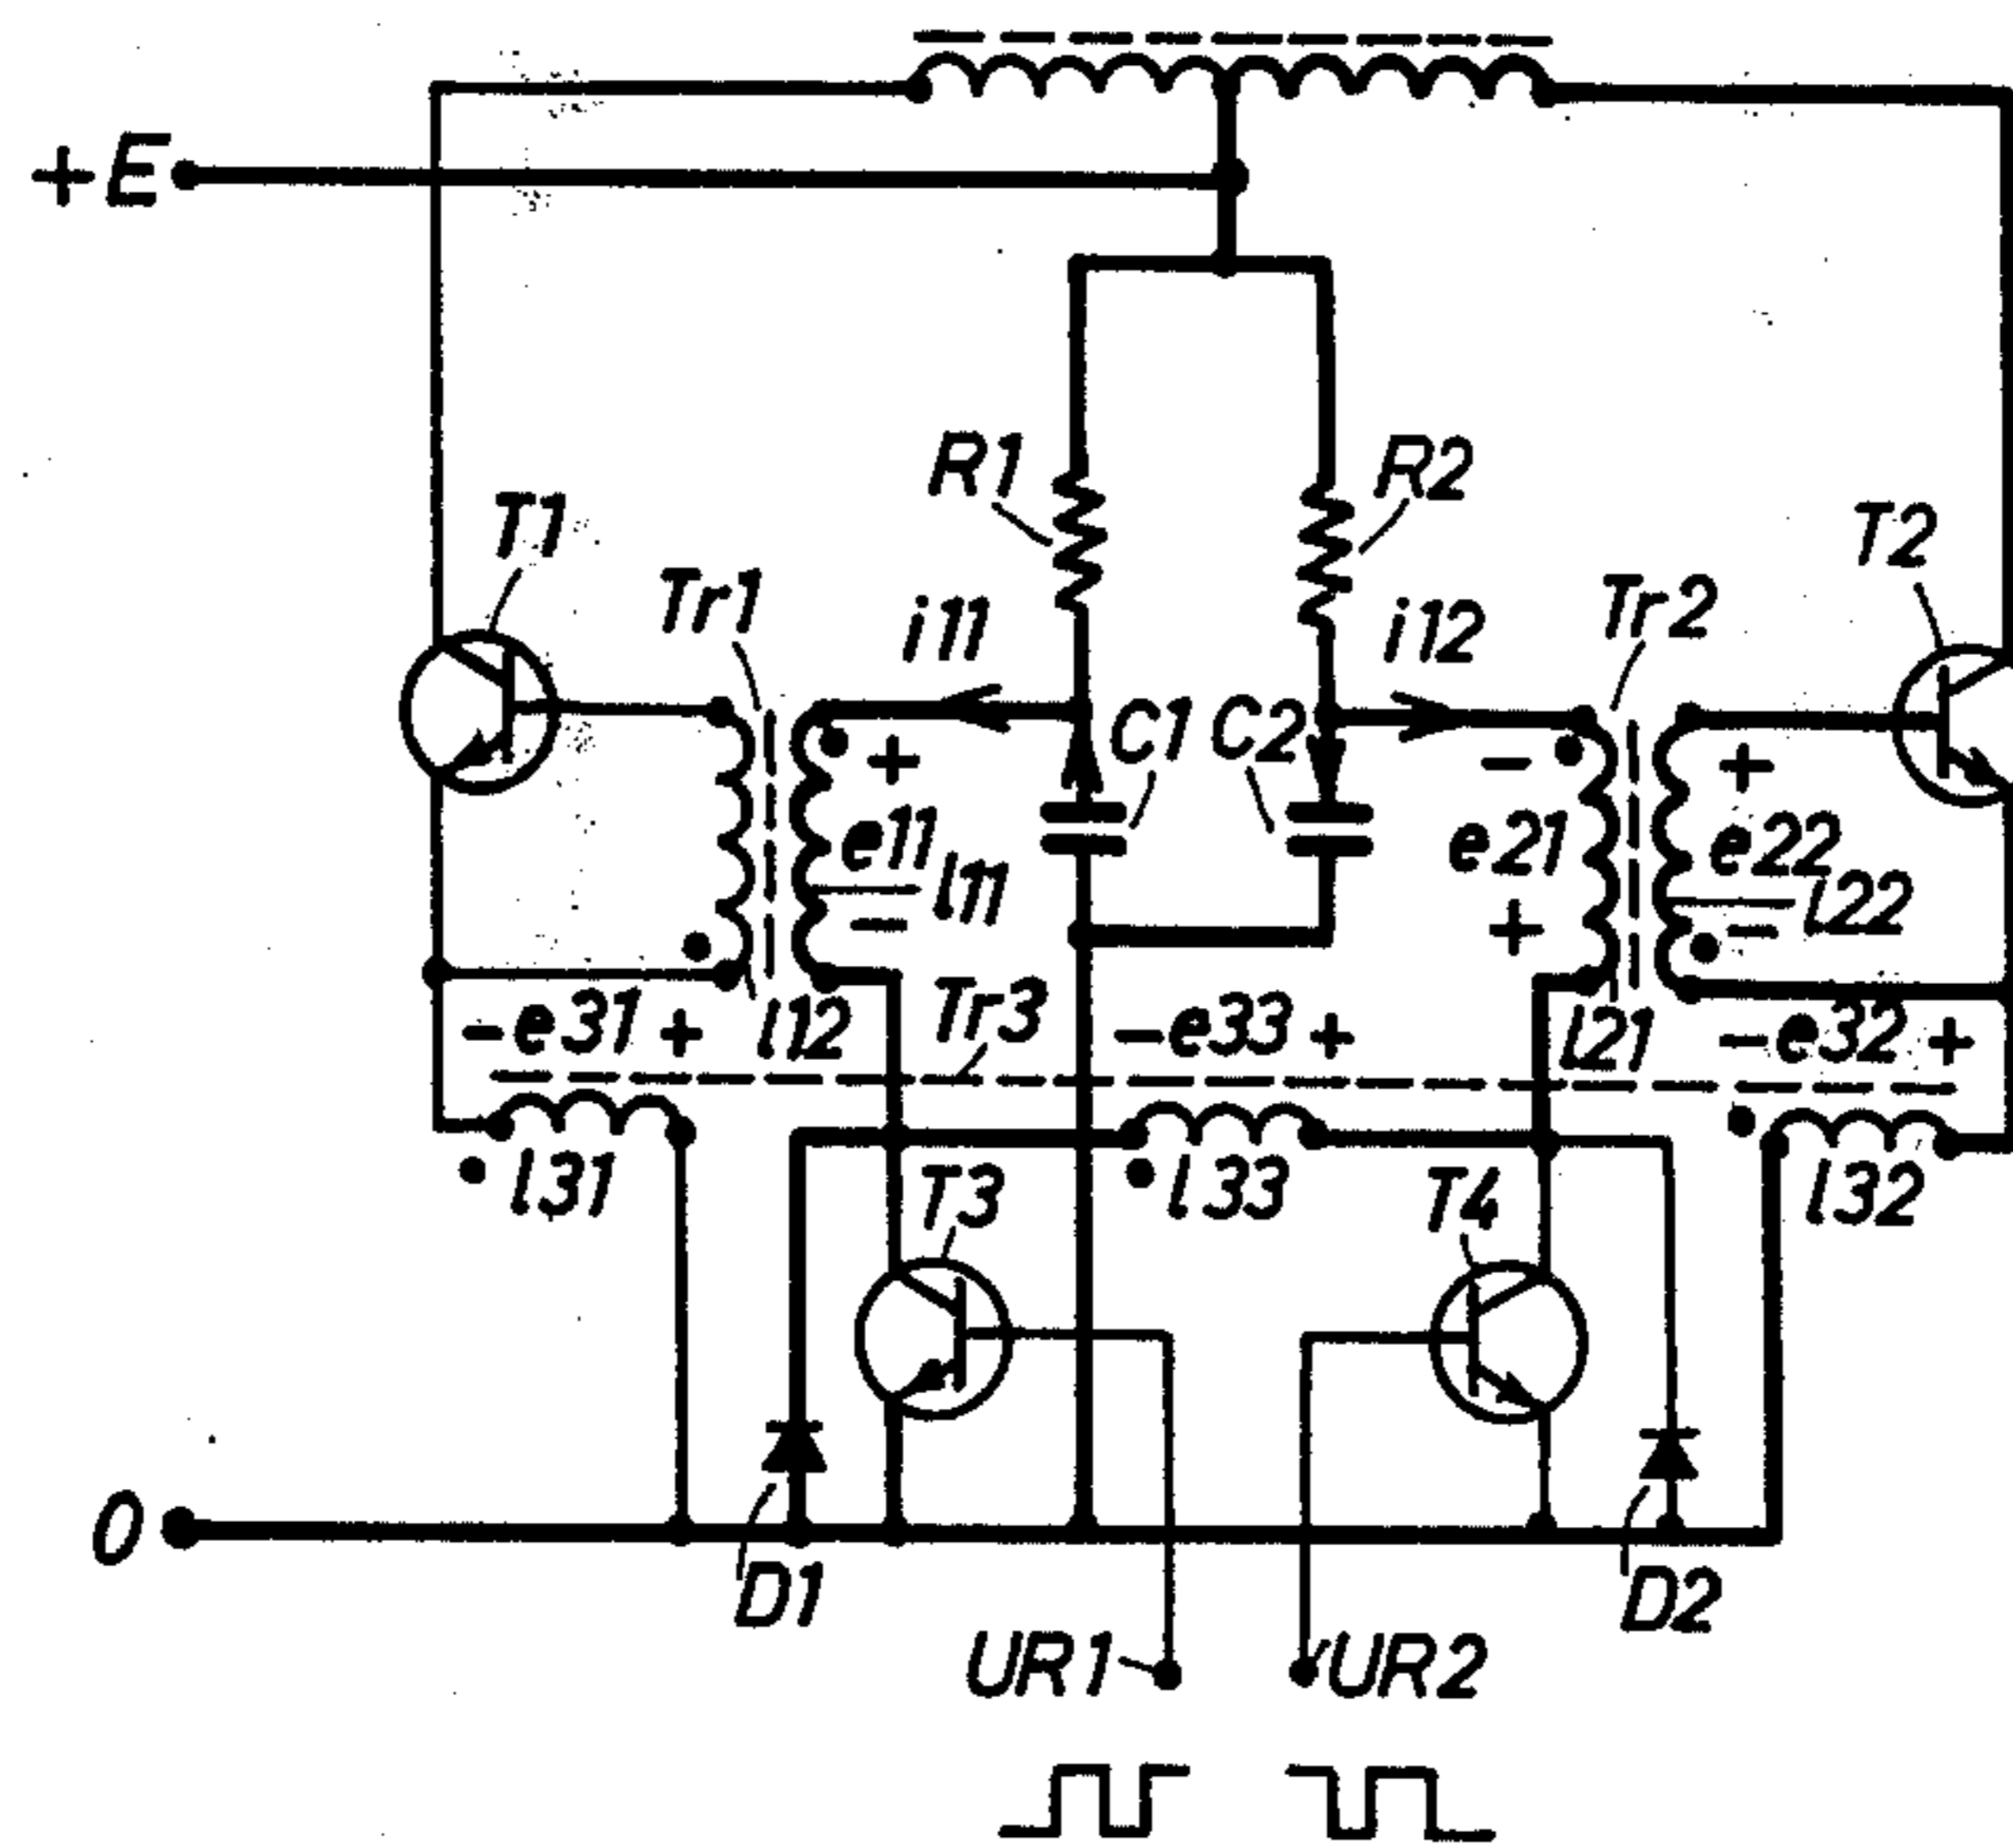 +E
R1
R2
T1
T2
Tr1
i11
i12
Tr2
C1
C2
+
-
+
e11
l11
e21
e22
l22
-
+
-
-e31+
l12
Tr3
-e33+
l21
-e32+
l31
T3
l33
T4
l32
0
D1
D2
UR1
UR2